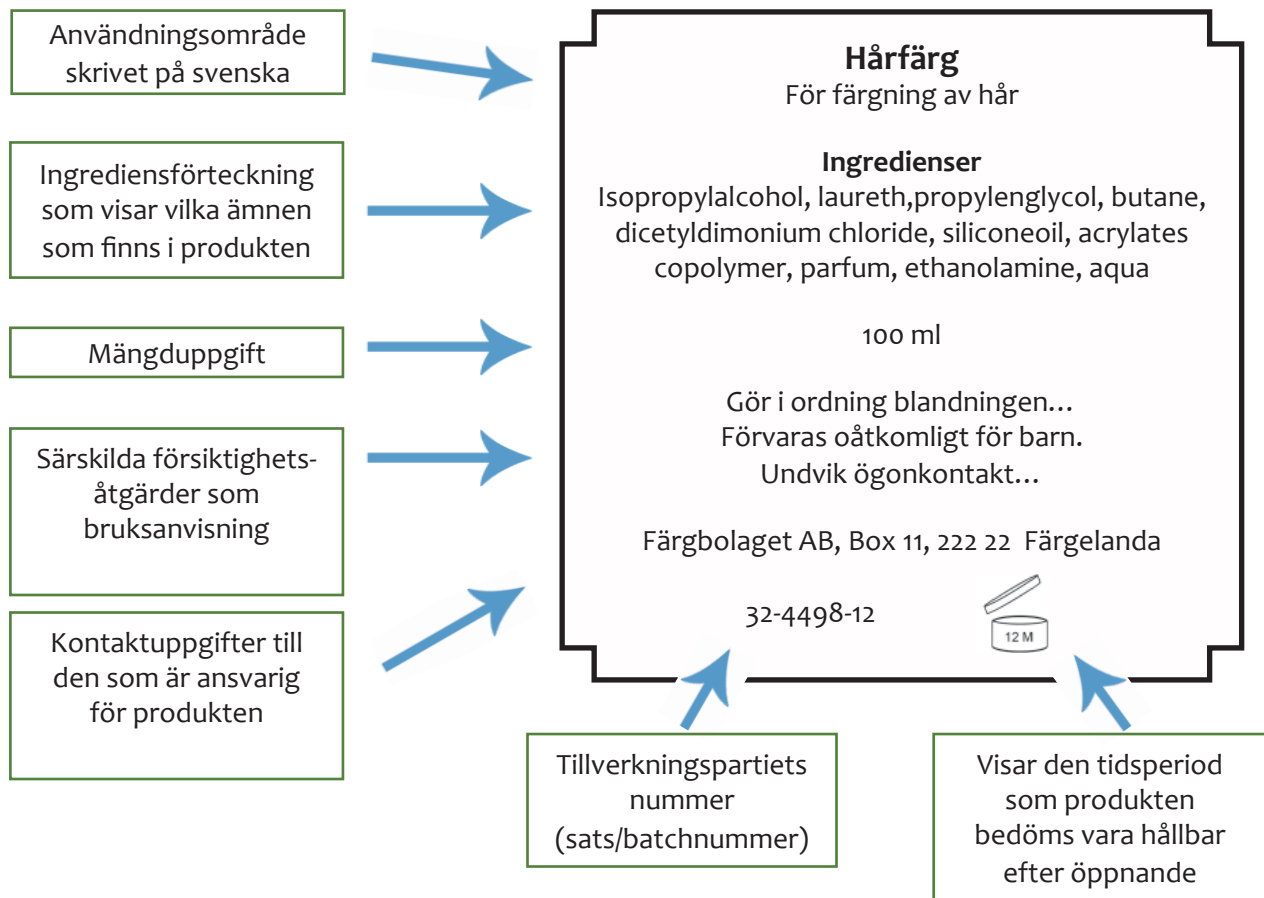 Användningsområde
skrivet på svenska
Ingrediensförteckning
som visar vilka ämnen
som finns i produkten
Mängduppgift
Särskilda försiktighets-
åtgärder som
bruksanvisning
Kontaktuppgifter till
den som är ansvarig
för produkten
Hårfärg
För färgning av hår
Ingredienser
Isopropylalcohol, laureth,propylenglycol, butane,
dicetyldimonium chloride, siliconeoil, acrylates
copolymer, parfum, ethanolamine, aqua
100 ml
Gör i ordning blandningen...
Förvaras oåtkomligt för barn.
Undvik ögonkontakt...
Färgbolaget AB, Box 11, 222 22 Färgelanda
32-4498-12
12 M
Tillverkningspartiets
nummer
(sats/batchnummer)
Visar den tidsperiod
som produkten
bedöms vara hållbar
efter öppnande